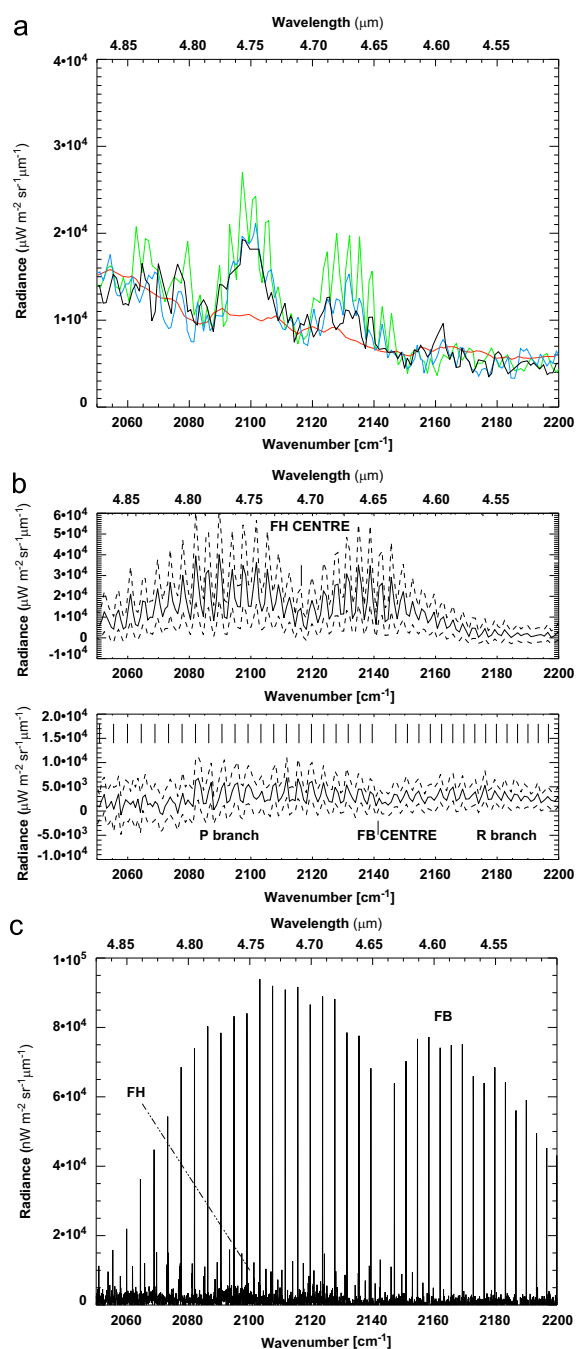 a
Wavelength (μm)
4.85 4.80 4.75 4.70 4.65 4.60 4.55
4•10⁴
3•10⁴
2•10⁴
1•10⁴
0
Radiance (μW m⁻² sr⁻¹μm⁻¹)
2060 2080 2100 2120 2140 2160 2180 2200
Wavenumber [cm⁻¹]
b
Wavelength (μm)
4.85 4.80 4.75 4.70 4.65 4.60 4.55
6•10⁴
5•10⁴
4•10⁴
3•10⁴
2•10⁴
1•10⁴
0
-1•10⁴
Radiance (μW m⁻² sr⁻¹μm⁻¹)
FH CENTRE
2060 2080 2100 2120 2140 2160 2180 2200
Wavenumber [cm⁻¹]
2.0•10⁴
1.5•10⁴
1.0•10⁴
5.0•10³
0
-5.0•10³
-1.0•10⁴
Radiance (μW m⁻² sr⁻¹μm⁻¹)
P branch FB CENTRE R branch
2060 2080 2100 2120 2140 2160 2180 2200
Wavenumber [cm⁻¹]
c
Wavelength (μm)
4.85 4.80 4.75 4.70 4.65 4.60 4.55
1•10⁵
8•10⁴
6•10⁴
4•10⁴
2•10⁴
0
Radiance (nW m⁻² sr⁻¹μm⁻¹)
FB
FH
2060 2080 2100 2120 2140 2160 2180 2200
Wavenumber [cm⁻¹]